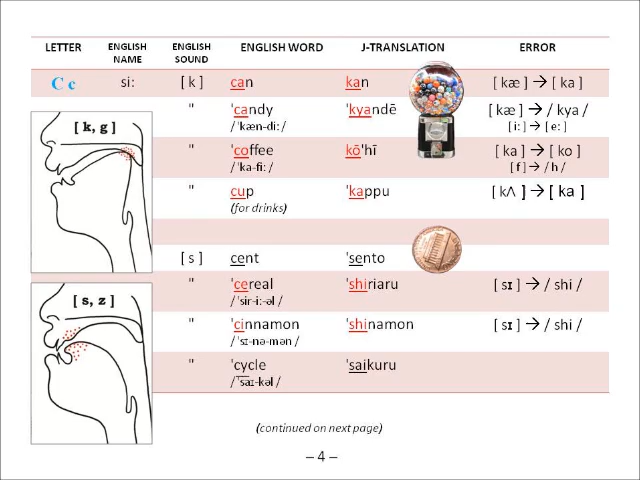 LETTER ENGLISH NAME ENGLISH SOUND ENGLISH WORD J-TRANSLATION ERROR
C c si: [ k ] can kan [ kæ ] → [ ka ]
" 'candy 'kyandē [ kæ ] → / kya /
/ 'kæn-di: / [ i: ] → [ e: ]
[ k, g ]
" 'coffee kō'hī [ ka ] → [ ko ]
/ 'ka-fi: / [ f ] → / h /
" cup 'kappu [ kΛ ] → [ ka ]
(for drinks)
[ s ] cent 'sento
" 'cereal 'shiriaru [ sɪ ] → / shi /
/ 'sir-i:-əl /
[ s, z ]
" 'cinnamon 'shinamon [ sɪ ] → / shi /
/ 'sɪ-nə-mən /
" 'cycle 'saikuru
/ 'saɪ-kəl /
(continued on next page)
– 4 –